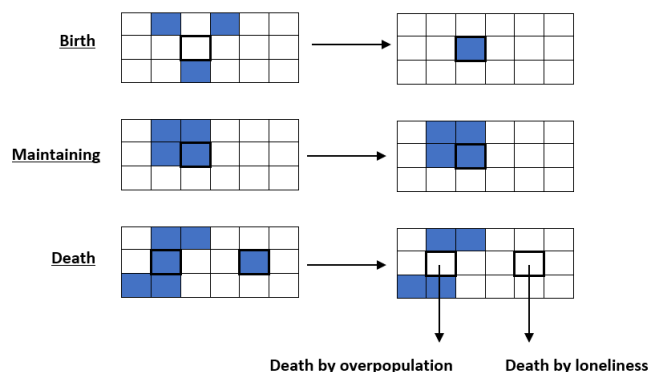 Birth
Maintaining
Death
Death by overpopulation
Death by loneliness